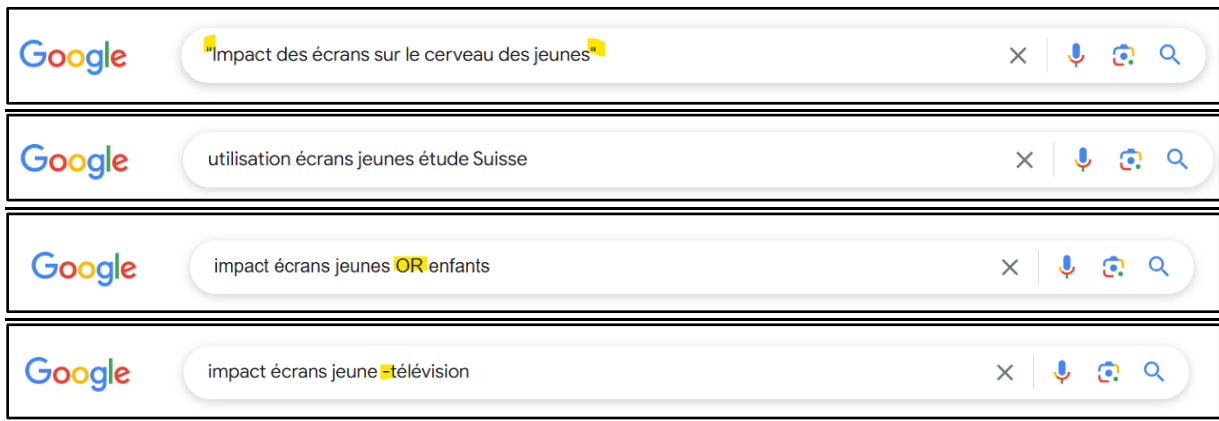 Google "Impact des écrans sur le cerveau des jeunes"
Google utilisation écrans jeunes étude Suisse
Google impact écrans jeunes OR enfants
Google impact écrans jeune -télévision